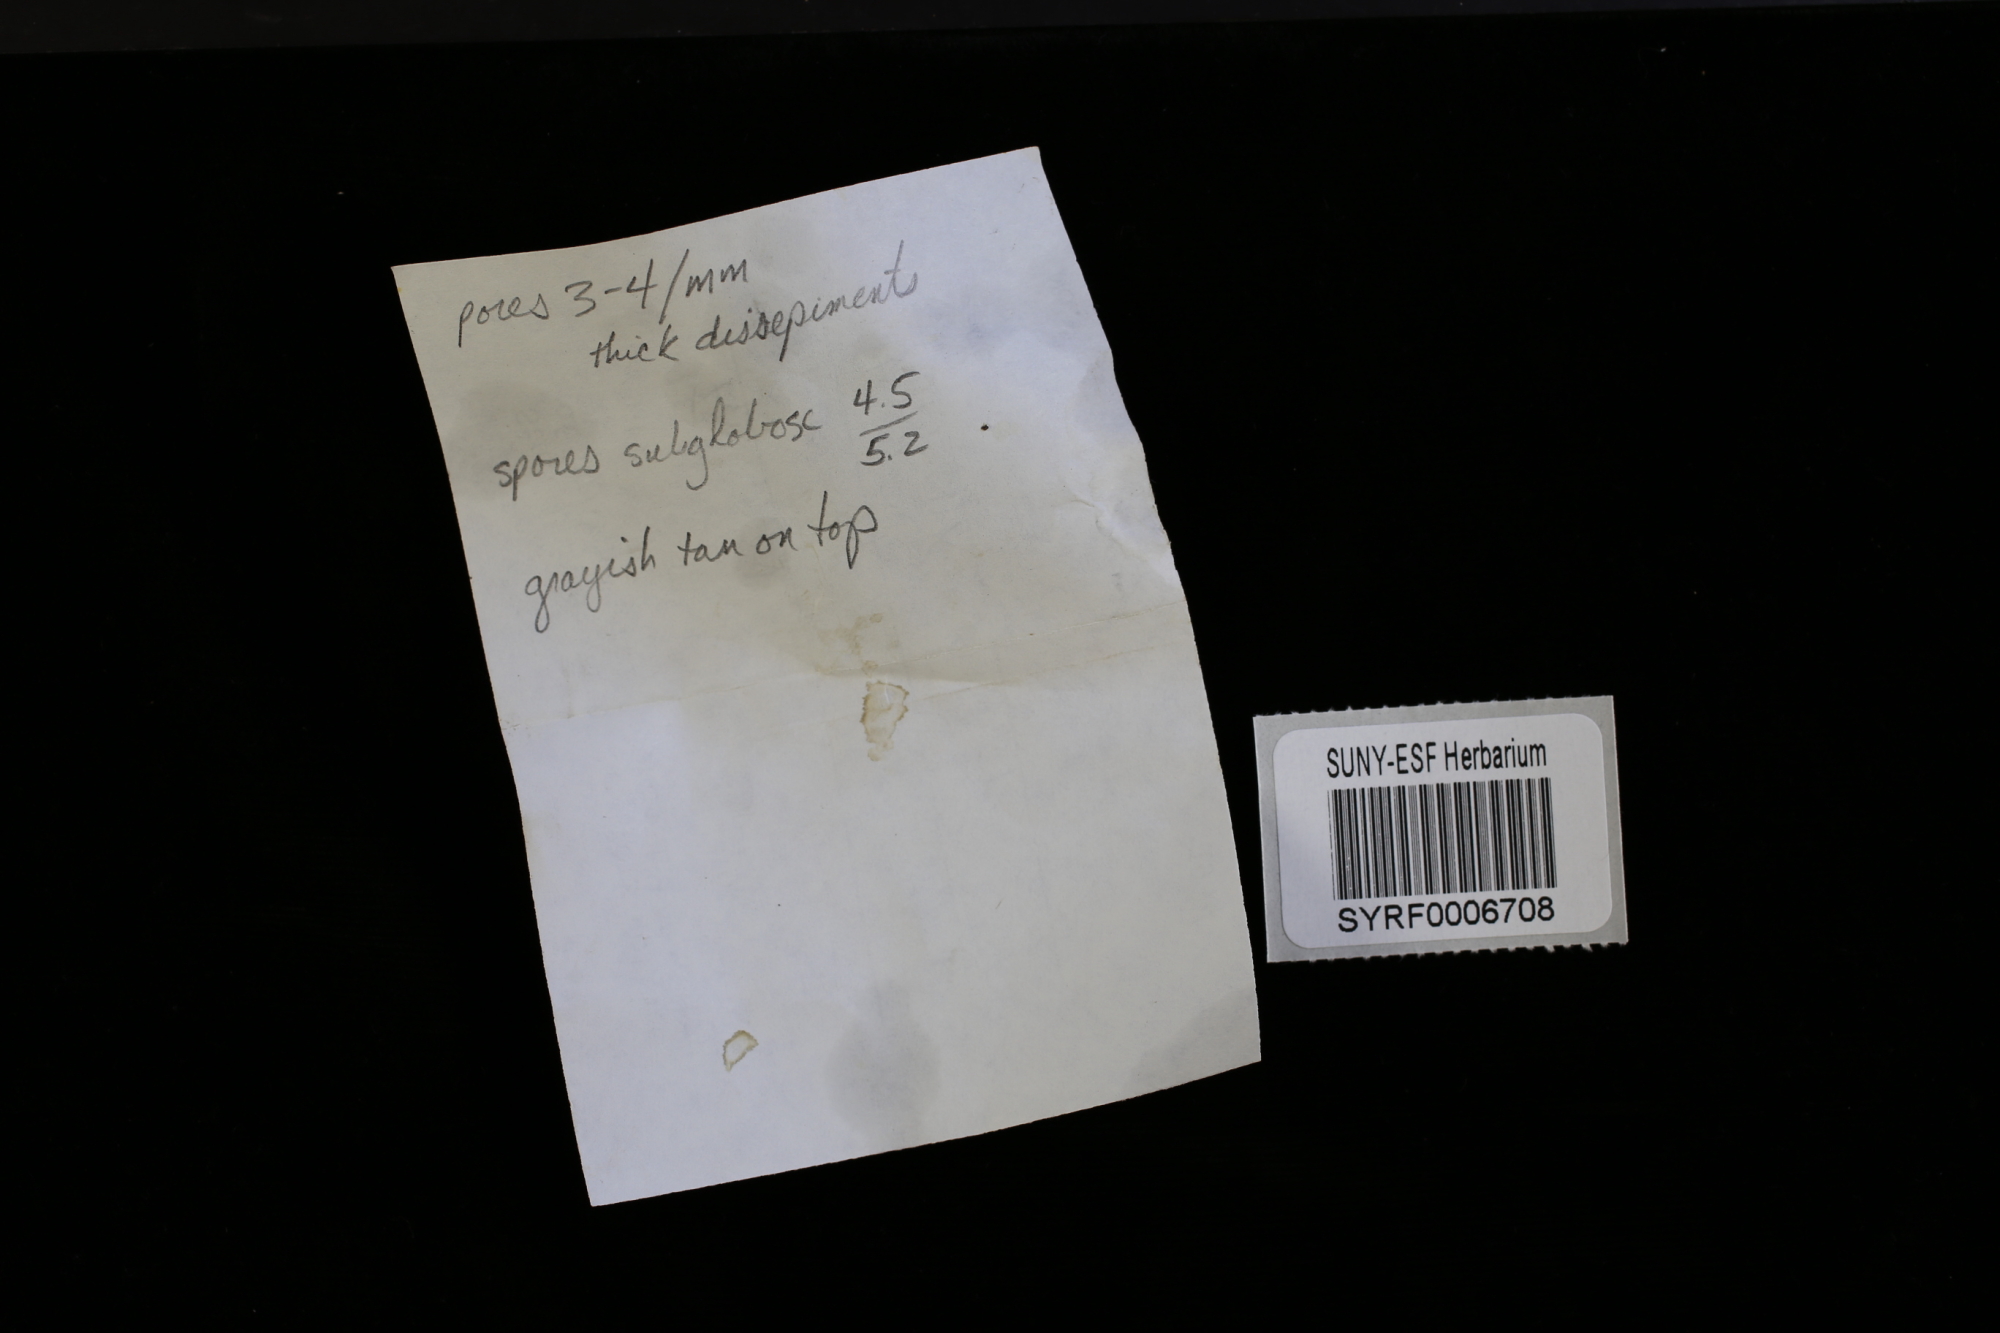 pores 3-4/mm
thick dissepiments
spores subglobose 4.5/5.2
grayish tan on top
SUNY-ESF Herbarium
SYRF0006708